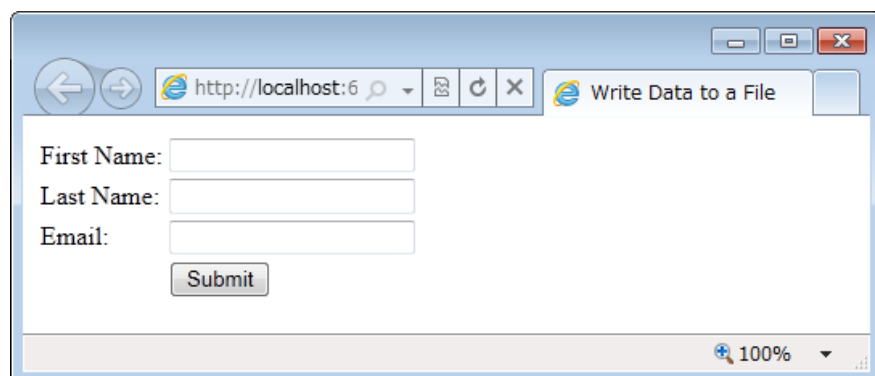 http://localhost:6
Write Data to a File
First Name:
Last Name:
Email:
Submit
100%